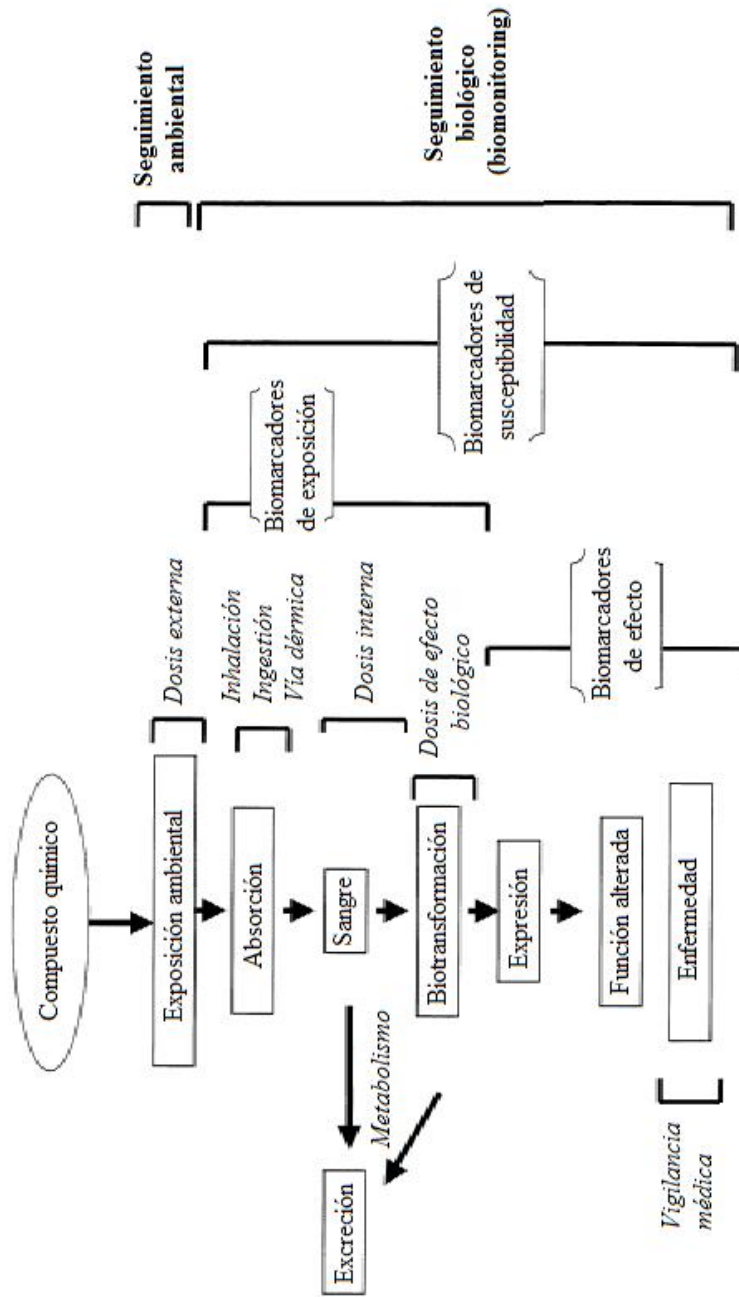 Compuesto químico
Exposición ambiental
Dosis externa
Seguimiento
ambiental
Absorción
Inhalación
Ingestión
Vía dérmica
Biomarcadores
de exposición
Sangre
Dosis interna
Excreción
Metabolismo
Biotransformación
Dosis de efecto
biológico
Biomarcadores de
susceptibilidad
Seguimiento
biológico
(biomonitoring)
Expresión
Biomarcadores
de efecto
Función alterada
Enfermedad
Vigilancia
médica